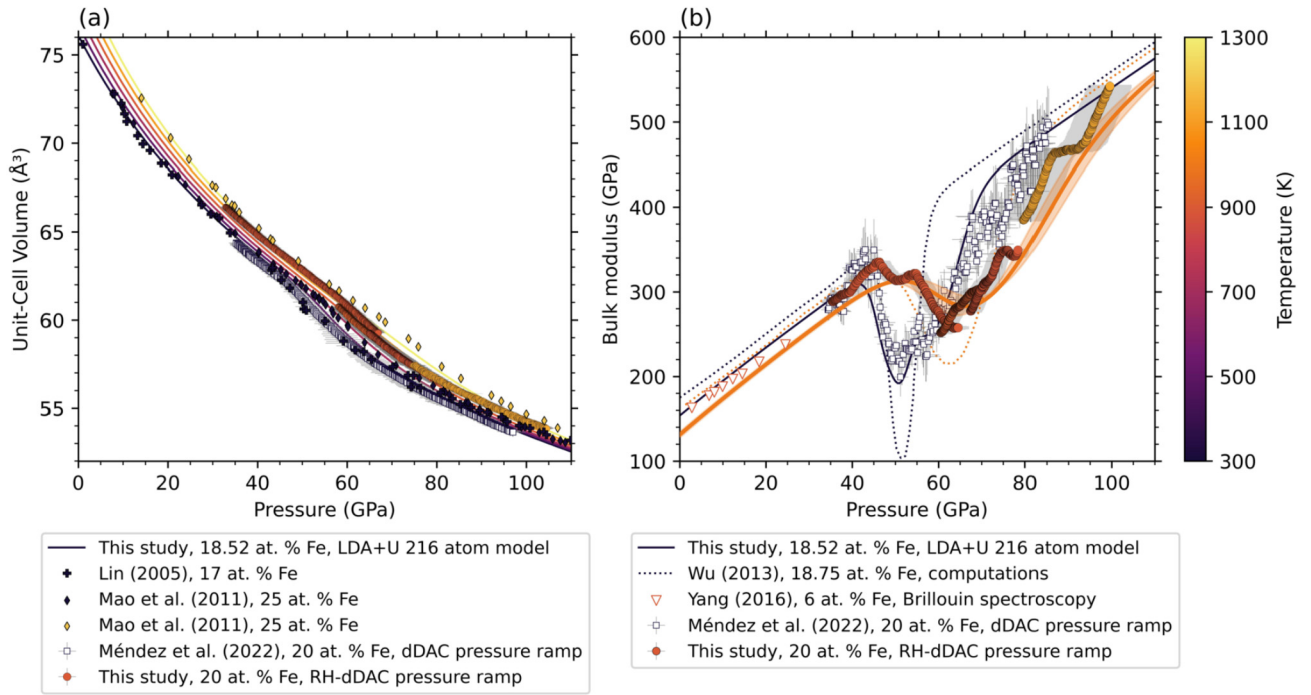 (a)
(b)
75
70
65
60
55
Unit-Cell Volume (Å³)
0
20
40
60
80
100
Pressure (GPa)
600
500
400
300
200
100
Bulk modulus (GPa)
0
20
40
60
80
100
Pressure (GPa)
1300
1100
900
700
500
300
Temperature (K)
This study, 18.52 at. % Fe, LDA+U 216 atom model
Lin (2005), 17 at. % Fe
Mao et al. (2011), 25 at. % Fe
Mao et al. (2011), 25 at. % Fe
Méndez et al. (2022), 20 at. % Fe, dDAC pressure ramp
This study, 20 at. % Fe, RH-dDAC pressure ramp
This study, 18.52 at. % Fe, LDA+U 216 atom model
Wu (2013), 18.75 at. % Fe, computations
Yang (2016), 6 at. % Fe, Brillouin spectroscopy
Méndez et al. (2022), 20 at. % Fe, dDAC pressure ramp
This study, 20 at. % Fe, RH-dDAC pressure ramp